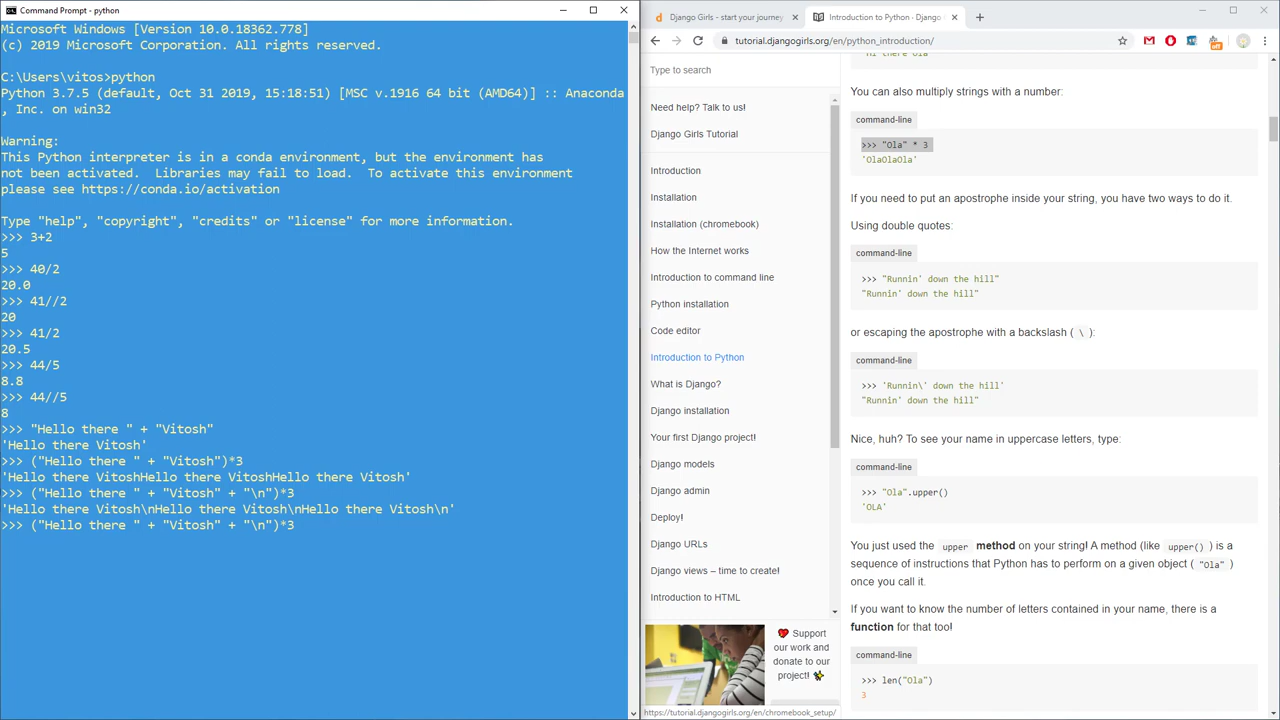 Command Prompt - python
Microsoft Windows [Version 10.0.18362.778]
(c) 2019 Microsoft Corporation. All rights reserved.
C:\Users\vitos>python
Python 3.7.5 (default, Oct 31 2019, 15:18:51) [MSC v.1916 64 bit (AMD64)] :: Anaconda
, Inc. on win32
Warning:
This Python interpreter is in a conda environment, but the environment has
not been activated.  Libraries may fail to load.  To activate this environment
please see https://conda.io/activation
Type "help", "copyright", "credits" or "license" for more information.
>>> 3+2
5
>>> 40/2
20.0
>>> 41//2
20
>>> 41/2
20.5
>>> 44/5
8.8
>>> 44//5
8
>>> "Hello there " + "Vitosh"
'Hello there Vitosh'
>>> ("Hello there " + "Vitosh")*3
'Hello there VitoshHello there VitoshHello there Vitosh'
>>> ("Hello there " + "Vitosh" + "\n")*3
'Hello there Vitosh\nHello there Vitosh\nHello there Vitosh\n'
>>> ("Hello there " + "Vitosh" + "\n")*3
Django Girls - start your journey
Introduction to Python · Django
tutorial.djangogirls.org/en/python_introduction/
off
Type to search
Need help? Talk to us!
Django Girls Tutorial
Introduction
Installation
Installation (chromebook)
How the Internet works
Introduction to command line
Python installation
Code editor
Introduction to Python
What is Django?
Django installation
Your first Django project!
Django models
Django admin
Deploy!
Django URLs
Django views – time to create!
Introduction to HTML
Support
our work and
donate to our
project!
https://tutorial.djangogirls.org/en/chromebook_setup/
'Hi there Ola'
You can also multiply strings with a number:
command-line
>>> "Ola" * 3
'OlaOlaOla'
If you need to put an apostrophe inside your string, you have two ways to do it.
Using double quotes:
command-line
>>> "Runnin' down the hill"
"Runnin' down the hill"
or escaping the apostrophe with a backslash ( \ ):
command-line
>>> 'Runnin\' down the hill'
"Runnin' down the hill"
Nice, huh? To see your name in uppercase letters, type:
command-line
>>> "Ola".upper()
'OLA'
You just used the upper method on your string! A method (like upper() ) is a
sequence of instructions that Python has to perform on a given object ( "Ola" )
once you call it.
If you want to know the number of letters contained in your name, there is a
function for that too!
command-line
>>> len("Ola")
3